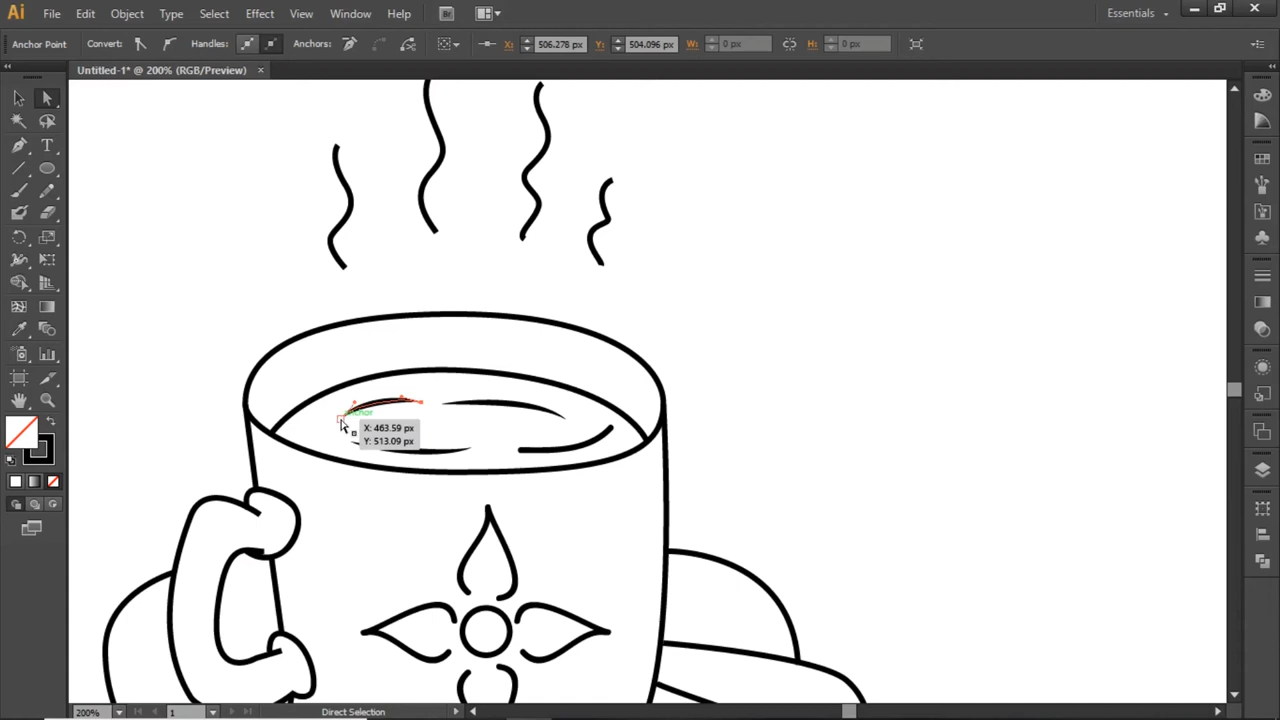 Ai File Edit Object Type Select Effect View Window Help Br Essentials
Anchor Point Convert: Handles: Anchors: X: 506.278 px Y: 504.096 px W: 0 px H: 0 px
Untitled-1* @ 200% (RGB/Preview)
anchor
X: 463.59 px
Y: 513.09 px
200% 1 Direct Selection